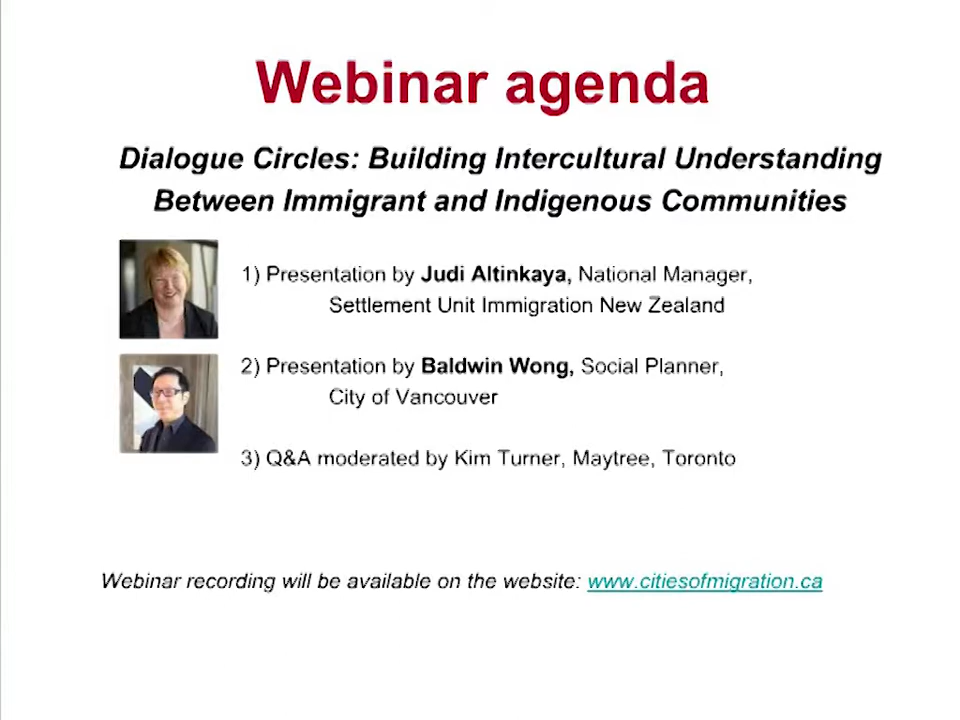 Webinar agenda
Dialogue Circles: Building Intercultural Understanding
Between Immigrant and Indigenous Communities
1) Presentation by Judi Altinkaya, National Manager,
Settlement Unit Immigration New Zealand
2) Presentation by Baldwin Wong, Social Planner,
City of Vancouver
3) Q&A moderated by Kim Turner, Maytree, Toronto
Webinar recording will be available on the website: www.citiesofmigration.ca